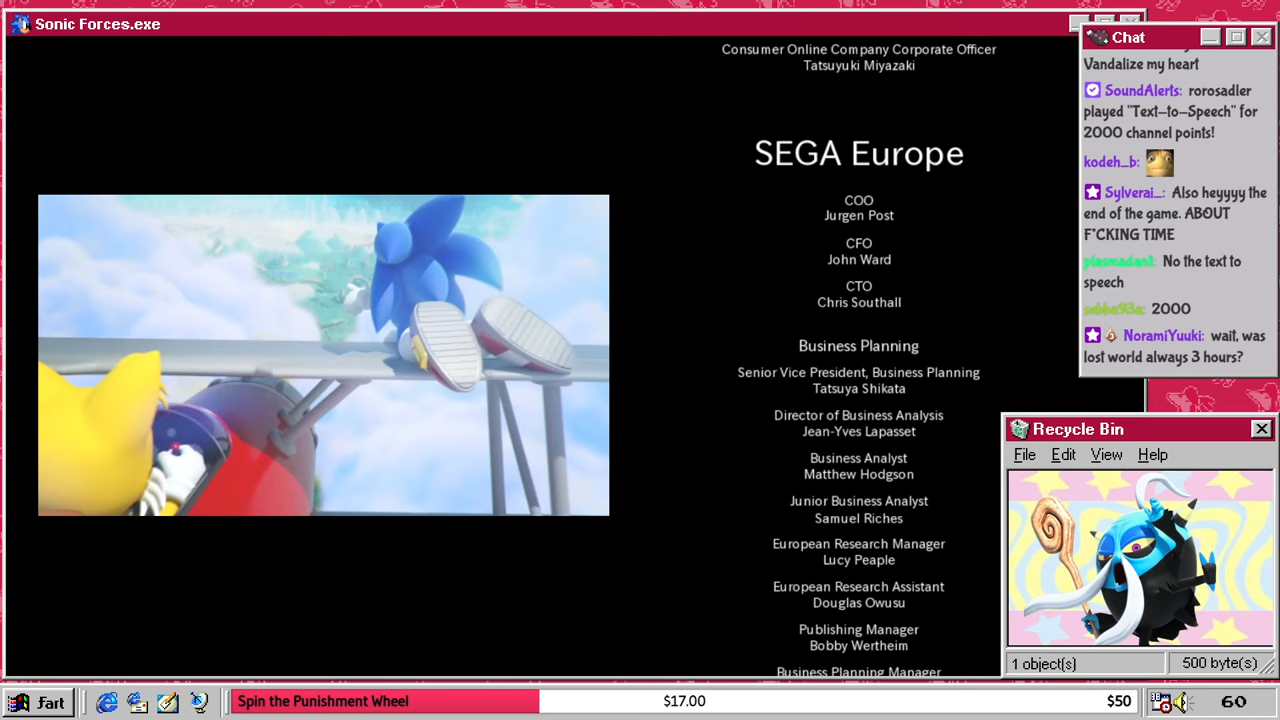 Sonic Forces.exe
Consumer Online Company Corporate Officer
Tatsuyuki Miyazaki
SEGA Europe
COO
Jurgen Post
CFO
John Ward
CTO
Chris Southall
Business Planning
Senior Vice President, Business Planning
Tatsuya Shikata
Director of Business Analysis
Jean-Yves Lapasset
Business Analyst
Matthew Hodgson
Junior Business Analyst
Samuel Riches
European Research Manager
Lucy Peaple
European Research Assistant
Douglas Owusu
Publishing Manager
Bobby Wertheim
Business Planning Manager
Chat
Vandalize my heart
SoundAlerts: rorosadler
played "Text-to-Speech" for
2000 channel points!
kodeh_b:
Sylverai_: Also heyyyy the
end of the game. ABOUT
F*CKING TIME
plasmadan1: No the text to
speech
sabba93a: 2000
NoramiYuuki: wait, was
lost world always 3 hours?
Recycle Bin
File Edit View Help
1 object(s) 500 byte(s)
fart
Spin the Punishment Wheel $17.00 $50
60